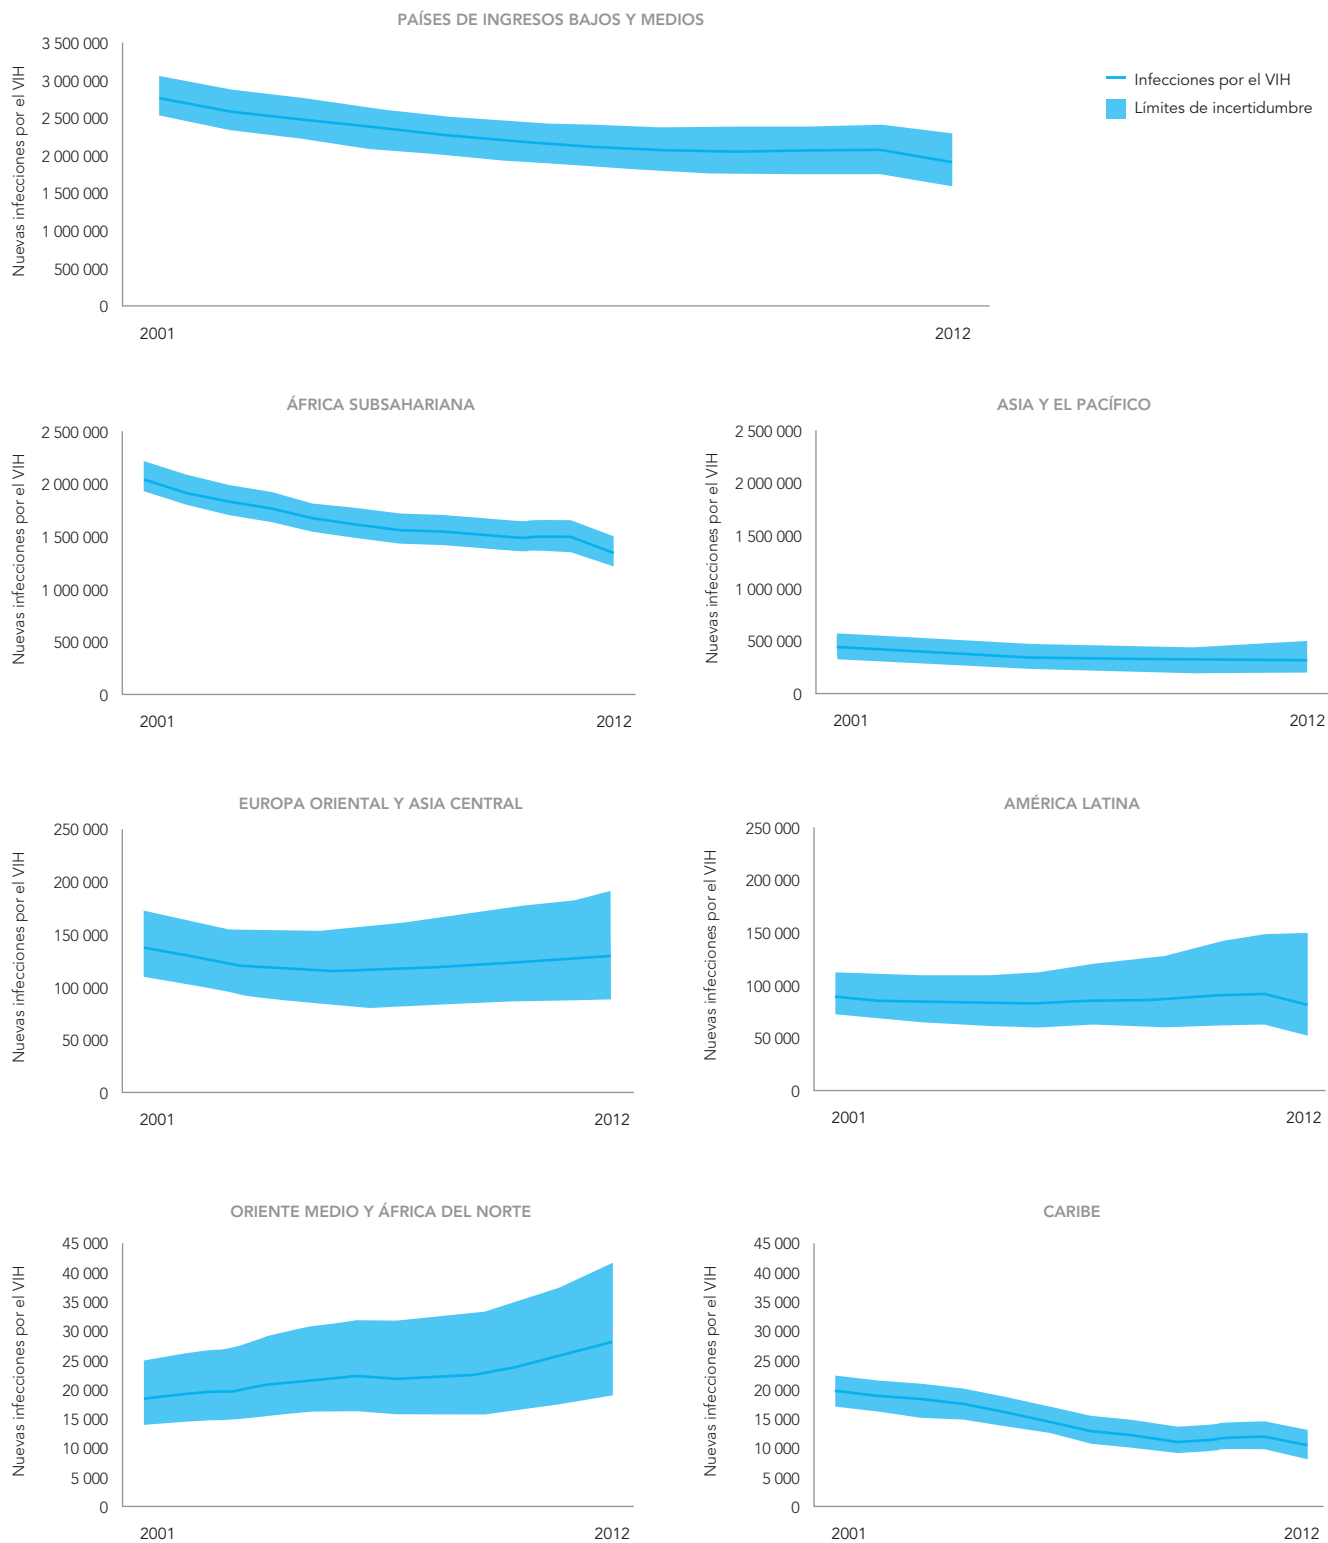 PAÍSES DE INGRESOS BAJOS Y MEDIOS
Nuevas infecciones por el VIH
3 500 000
3 000 000
2 500 000
2 000 000
1 500 000
1 000 000
500 000
0
2001
2012
Infecciones por el VIH
Límites de incertidumbre
ÁFRICA SUBSAHARIANA
Nuevas infecciones por el VIH
2 500 000
2 000 000
1 500 000
1 000 000
500 000
0
2001
2012
ASIA Y EL PACÍFICO
Nuevas infecciones por el VIH
2 500 000
2 000 000
1 500 000
1 000 000
500 000
0
2001
2012
EUROPA ORIENTAL Y ASIA CENTRAL
Nuevas infecciones por el VIH
250 000
200 000
150 000
100 000
50 000
0
2001
2012
AMÉRICA LATINA
Nuevas infecciones por el VIH
250 000
200 000
150 000
100 000
50 000
0
2001
2012
ORIENTE MEDIO Y ÁFRICA DEL NORTE
Nuevas infecciones por el VIH
45 000
40 000
35 000
30 000
25 000
20 000
15 000
10 000
5 000
0
2001
2012
CARIBE
Nuevas infecciones por el VIH
45 000
40 000
35 000
30 000
25 000
20 000
15 000
10 000
5 000
0
2001
2012